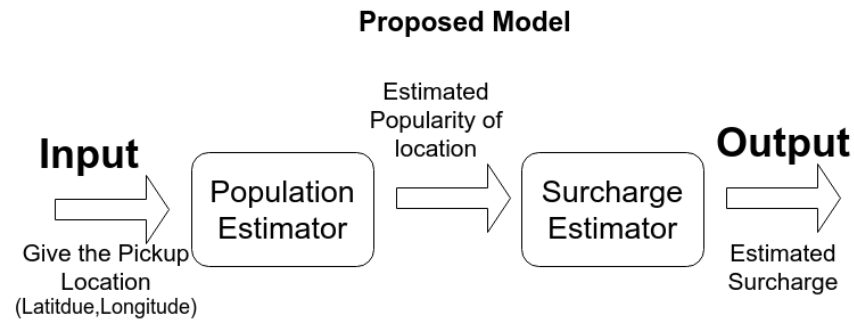 Proposed Model
Input
Give the Pickup
Location
(Latitdue,Longitude)
Population
Estimator
Estimated
Popularity of
location
Surcharge
Estimator
Output
Estimated
Surcharge